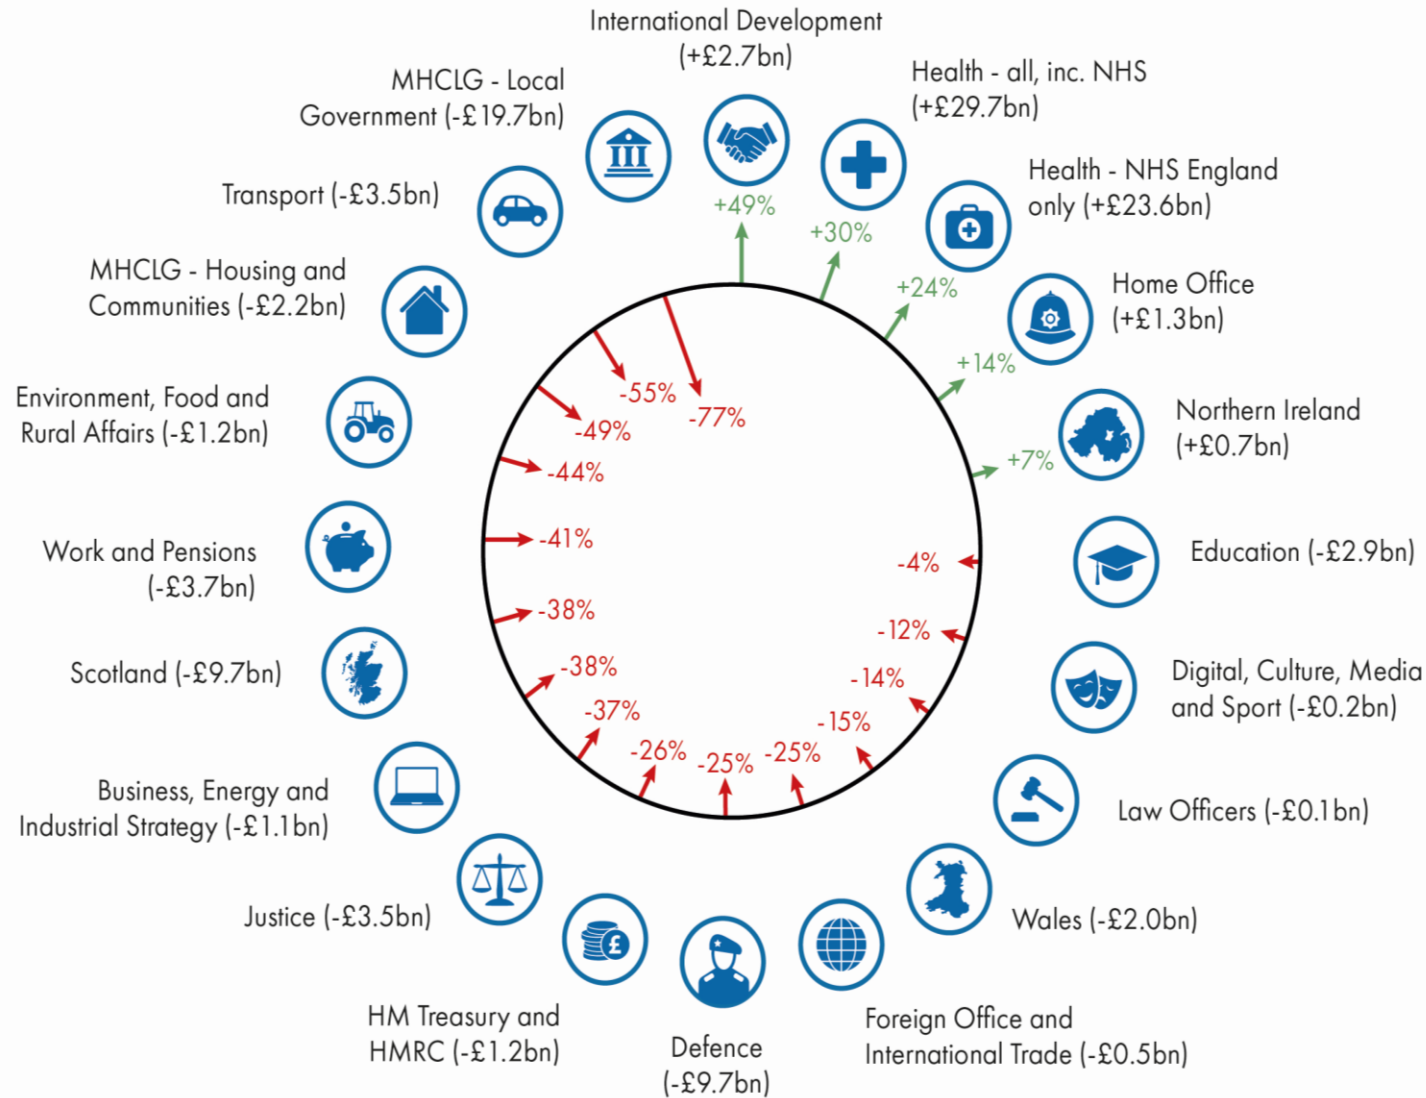 International Development
(+£2.7bn)
+49%
Health - all, inc. NHS
(+£29.7bn)
+30%
Health - NHS England
only (+£23.6bn)
+24%
Home Office
(+£1.3bn)
+14%
Northern Ireland
(+£0.7bn)
+7%
Education (-£2.9bn)
-4%
Digital, Culture, Media
and Sport (-£0.2bn)
-12%
Law Officers (-£0.1bn)
-14%
Wales (-£2.0bn)
-15%
Foreign Office and
International Trade (-£0.5bn)
-25%
Defence
(-£9.7bn)
-25%
HM Treasury and
HMRC (-£1.2bn)
£
-26%
Justice (-£3.5bn)
-37%
Business, Energy and
Industrial Strategy (-£1.1bn)
-38%
Scotland (-£9.7bn)
-38%
Work and Pensions
(-£3.7bn)
-41%
Environment, Food and
Rural Affairs (-£1.2bn)
-44%
MHCLG - Housing and
Communities (-£2.2bn)
-49%
Transport (-£3.5bn)
-55%
MHCLG - Local
Government (-£19.7bn)
-77%